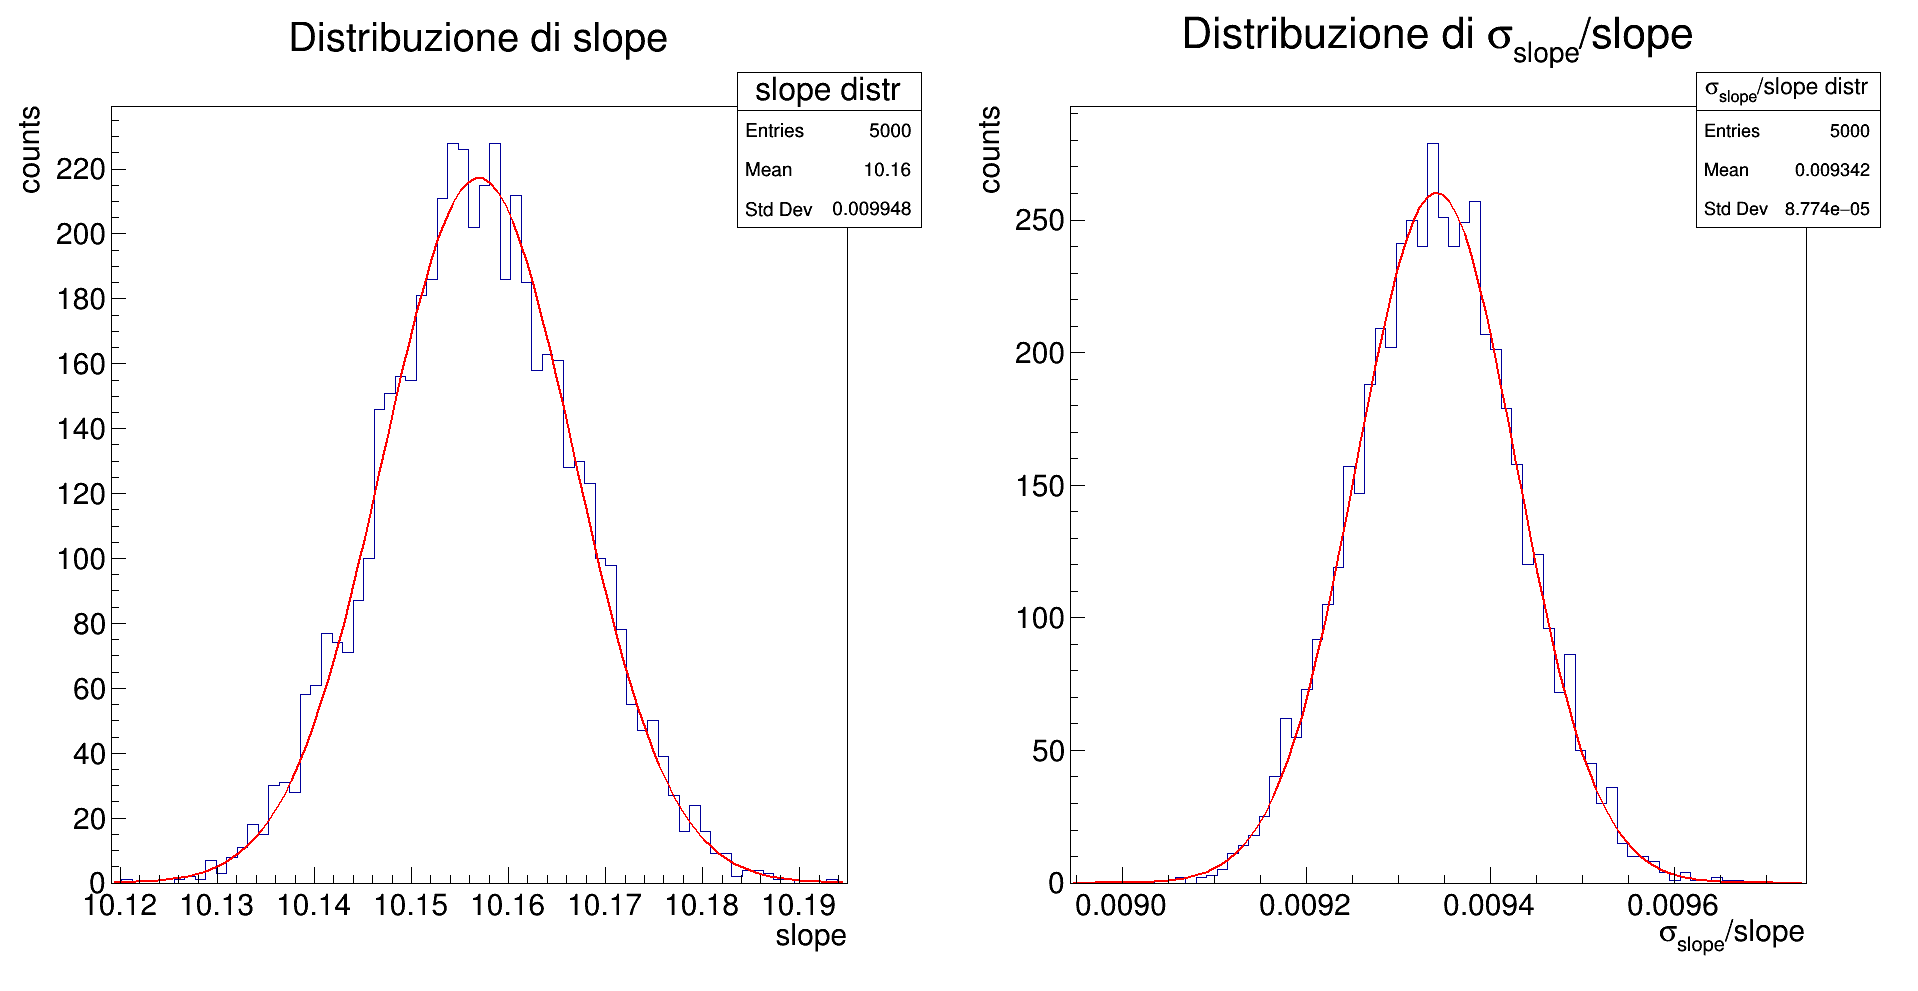 Distribuzione di slope
slope distr
Entries 5000
Mean 10.16
Std Dev 0.009948
counts
220
200
180
160
140
120
100
80
60
40
20
0
10.12 10.13 10.14 10.15 10.16 10.17 10.18 10.19
slope
Distribuzione di σslope/slope
σslope/slope distr
Entries 5000
Mean 0.009342
Std Dev 8.774e−05
counts
250
200
150
100
50
0
0.0090 0.0092 0.0094 0.0096
σslope/slope